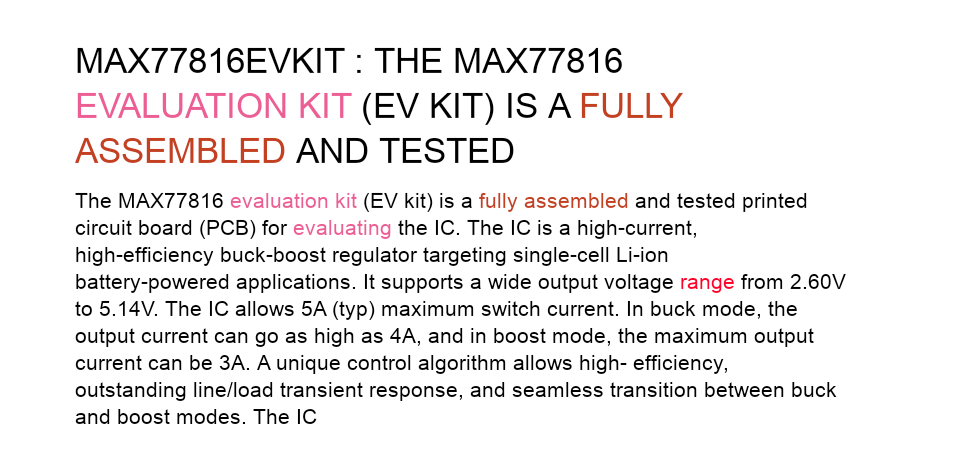 MAX77816EVKIT : THE MAX77816
EVALUATION KIT (EV KIT) IS A FULLY
ASSEMBLED AND TESTED
The MAX77816 evaluation kit (EV kit) is a fully assembled and tested printed
circuit board (PCB) for evaluating the IC. The IC is a high-current,
high-efficiency buck-boost regulator targeting single-cell Li-ion
battery-powered applications. It supports a wide output voltage range from 2.60V
to 5.14V. The IC allows 5A (typ) maximum switch current. In buck mode, the
output current can go as high as 4A, and in boost mode, the maximum output
current can be 3A. A unique control algorithm allows high- efficiency,
outstanding line/load transient response, and seamless transition between buck
and boost modes. The IC